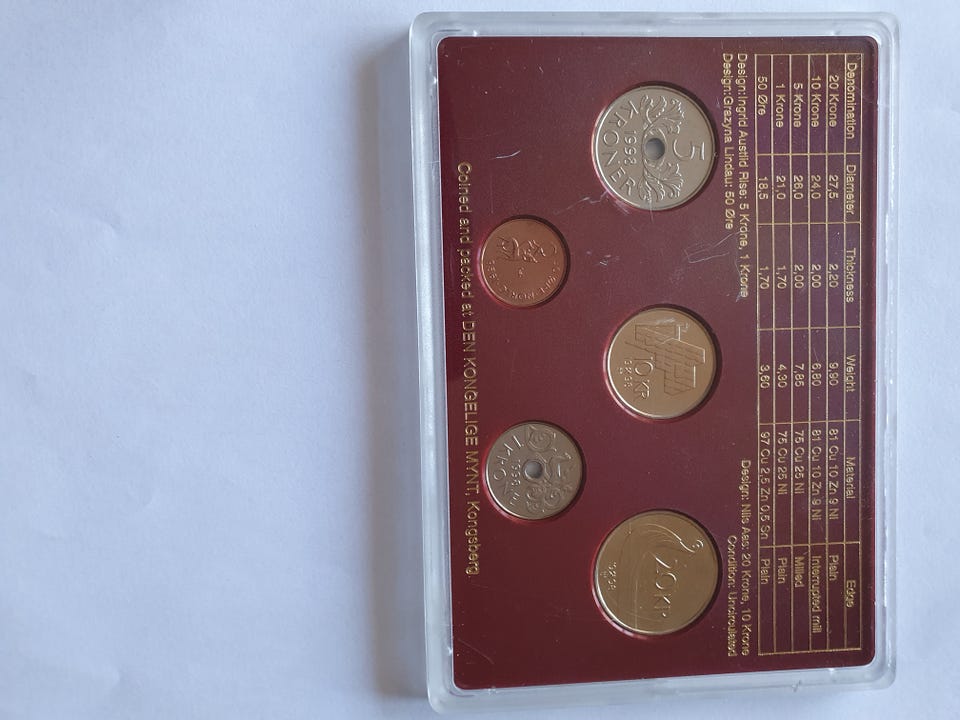 Denomination Diameter Thickness Weight Material Edge
20 Krone 27,5 2,20 9,90 81 Cu 10 Zn 9 Ni Plain
10 Krone 24,0 2,00 6,80 81 Cu 10 Zn 9 Ni Interrupted mill
5 Krone 26,0 2,00 7,85 75 Cu 25 Ni Milled
1 Krone 21,0 1,70 4,30 75 Cu 25 Ni Plain
50 Øre 18,5 1,70 3,60 97 Cu 2,5 Zn 0,5 Sn Plain
Design:Ingrid Austlid Rise: 5 Krone, 1 Krone
Design:Grazyna Lindau: 50 Øre
Design: Nils Aas: 20 Krone, 10 Krone
Condition: Uncirculated
5
KRONER
1998
10 KR
1 KRONE
20 KR
Coined and packed at DEN KONGELIGE MYNT, Kongsberg.